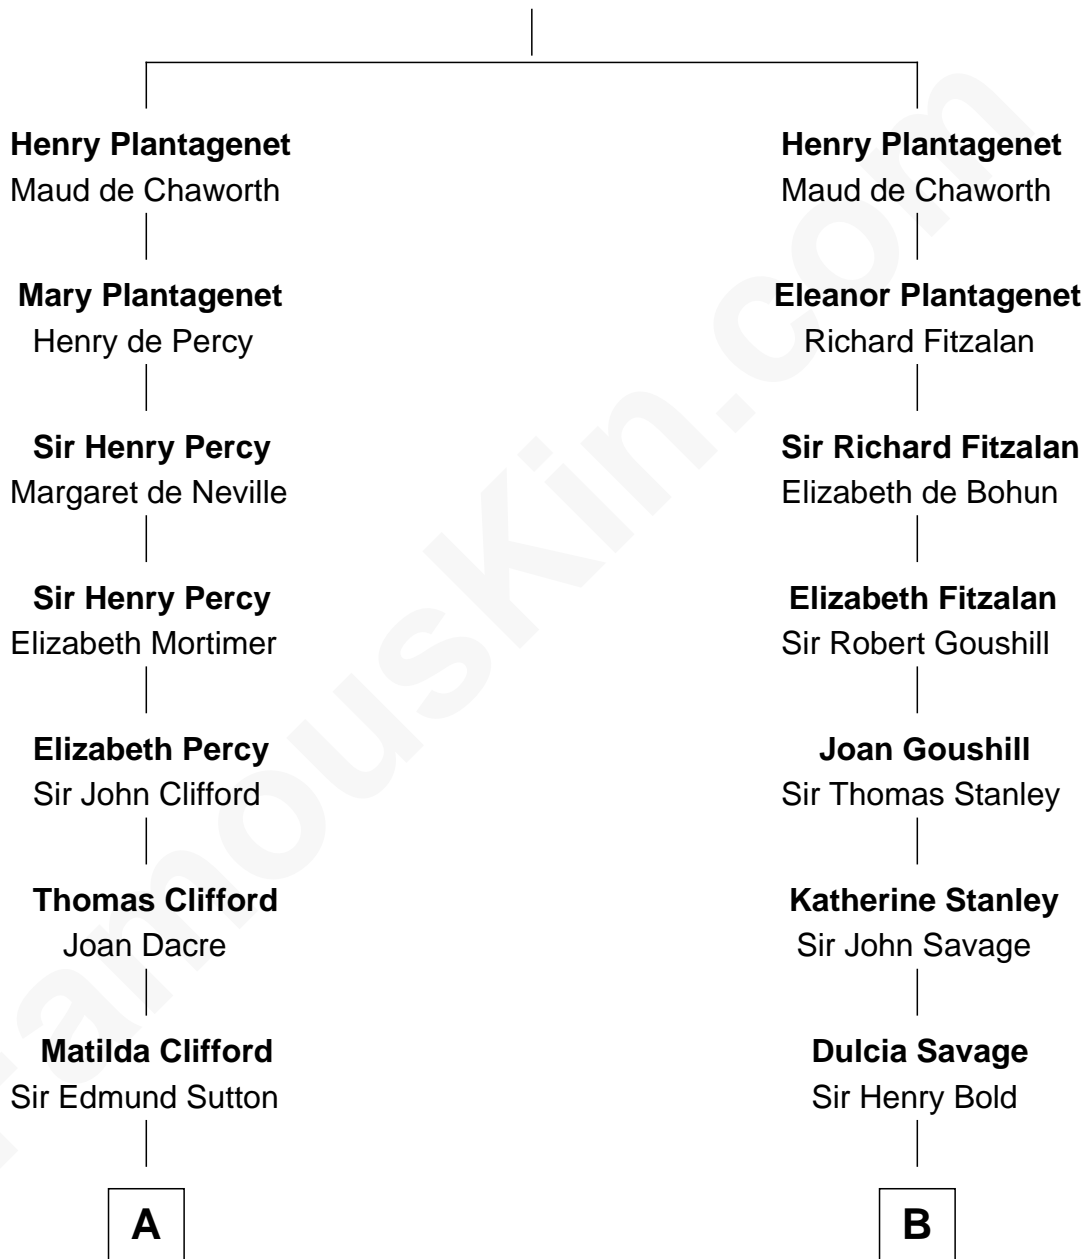 Henry Plantagenet
Maud de Chaworth
Mary Plantagenet
Henry de Percy
Sir Henry Percy
Margaret de Neville
Sir Henry Percy
Elizabeth Mortimer
Elizabeth Percy
Sir John Clifford
Thomas Clifford
Joan Dacre
Matilda Clifford
Sir Edmund Sutton
A
Henry Plantagenet
Maud de Chaworth
Eleanor Plantagenet
Richard Fitzalan
Sir Richard Fitzalan
Elizabeth de Bohun
Elizabeth Fitzalan
Sir Robert Goushill
Joan Goushill
Sir Thomas Stanley
Katherine Stanley
Sir John Savage
Dulcia Savage
Sir Henry Bold
B
FamousKin.com